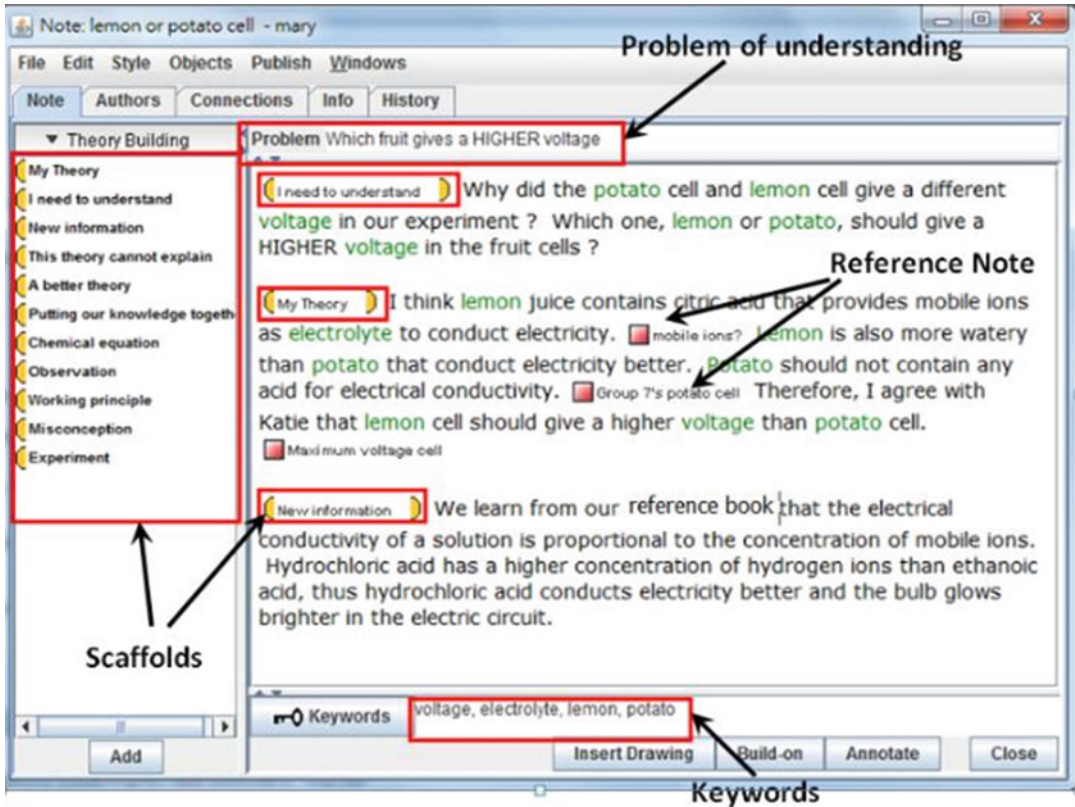 Note: lemon or potato cell - mary
Problem of understanding
File Edit Style Objects Publish Windows
Note Authors Connections Info History
Theory Building
Problem Which fruit gives a HIGHER voltage
My Theory
I need to understand
New information
This theory cannot explain
A better theory
Putting our knowledge togeth
Chemical equation
Observation
Working principle
Misconception
Experiment
I need to understand Why did the potato cell and lemon cell give a different
voltage in our experiment ? Which one, lemon or potato, should give a
HIGHER voltage in the fruit cells ?
Reference Note
My Theory I think lemon juice contains citric acid that provides mobile ions
as electrolyte to conduct electricity. mobile ions? Lemon is also more watery
than potato that conduct electricity better. Potato should not contain any
acid for electrical conductivity. Group 7's potato cell Therefore, I agree with
Katie that lemon cell should give a higher voltage than potato cell.
Maximum voltage cell
New information We learn from our reference book that the electrical
conductivity of a solution is proportional to the concentration of mobile ions.
Hydrochloric acid has a higher concentration of hydrogen ions than ethanoic
acid, thus hydrochloric acid conducts electricity better and the bulb glows
brighter in the electric circuit.
Scaffolds
Keywords voltage, electrolyte, lemon, potato
Add
Insert Drawing Build-on Annotate Close
Keywords